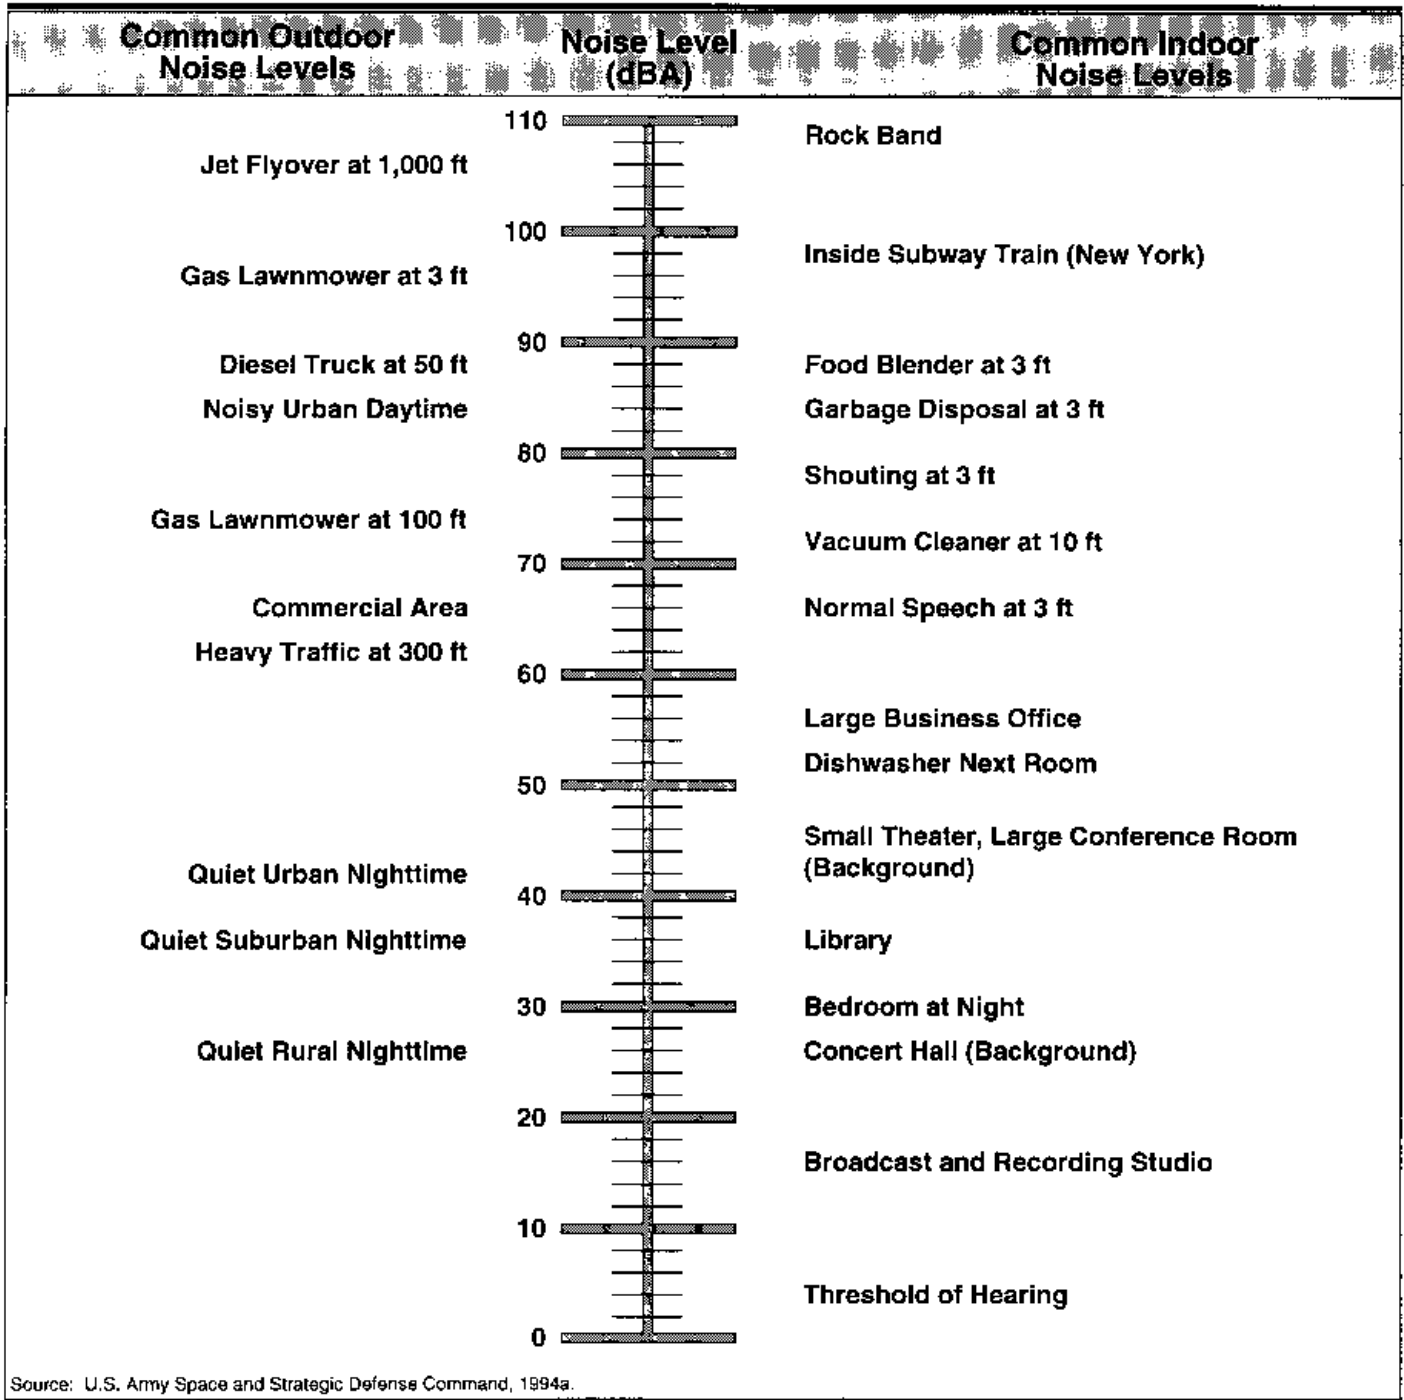 Common Outdoor
Noise Levels
Noise Level
(dBA)
Common Indoor
Noise Levels
110
Rock Band
Jet Flyover at 1,000 ft
100
Inside Subway Train (New York)
Gas Lawnmower at 3 ft
90
Diesel Truck at 50 ft
Food Blender at 3 ft
Noisy Urban Daytime
Garbage Disposal at 3 ft
80
Shouting at 3 ft
Gas Lawnmower at 100 ft
Vacuum Cleaner at 10 ft
70
Commercial Area
Normal Speech at 3 ft
Heavy Traffic at 300 ft
60
Large Business Office
Dishwasher Next Room
50
Small Theater, Large Conference Room
(Background)
Quiet Urban Nighttime
40
Quiet Suburban Nighttime
Library
30
Bedroom at Night
Quiet Rural Nighttime
Concert Hall (Background)
20
Broadcast and Recording Studio
10
Threshold of Hearing
0
Source: U.S. Army Space and Strategic Defense Command, 1994a.